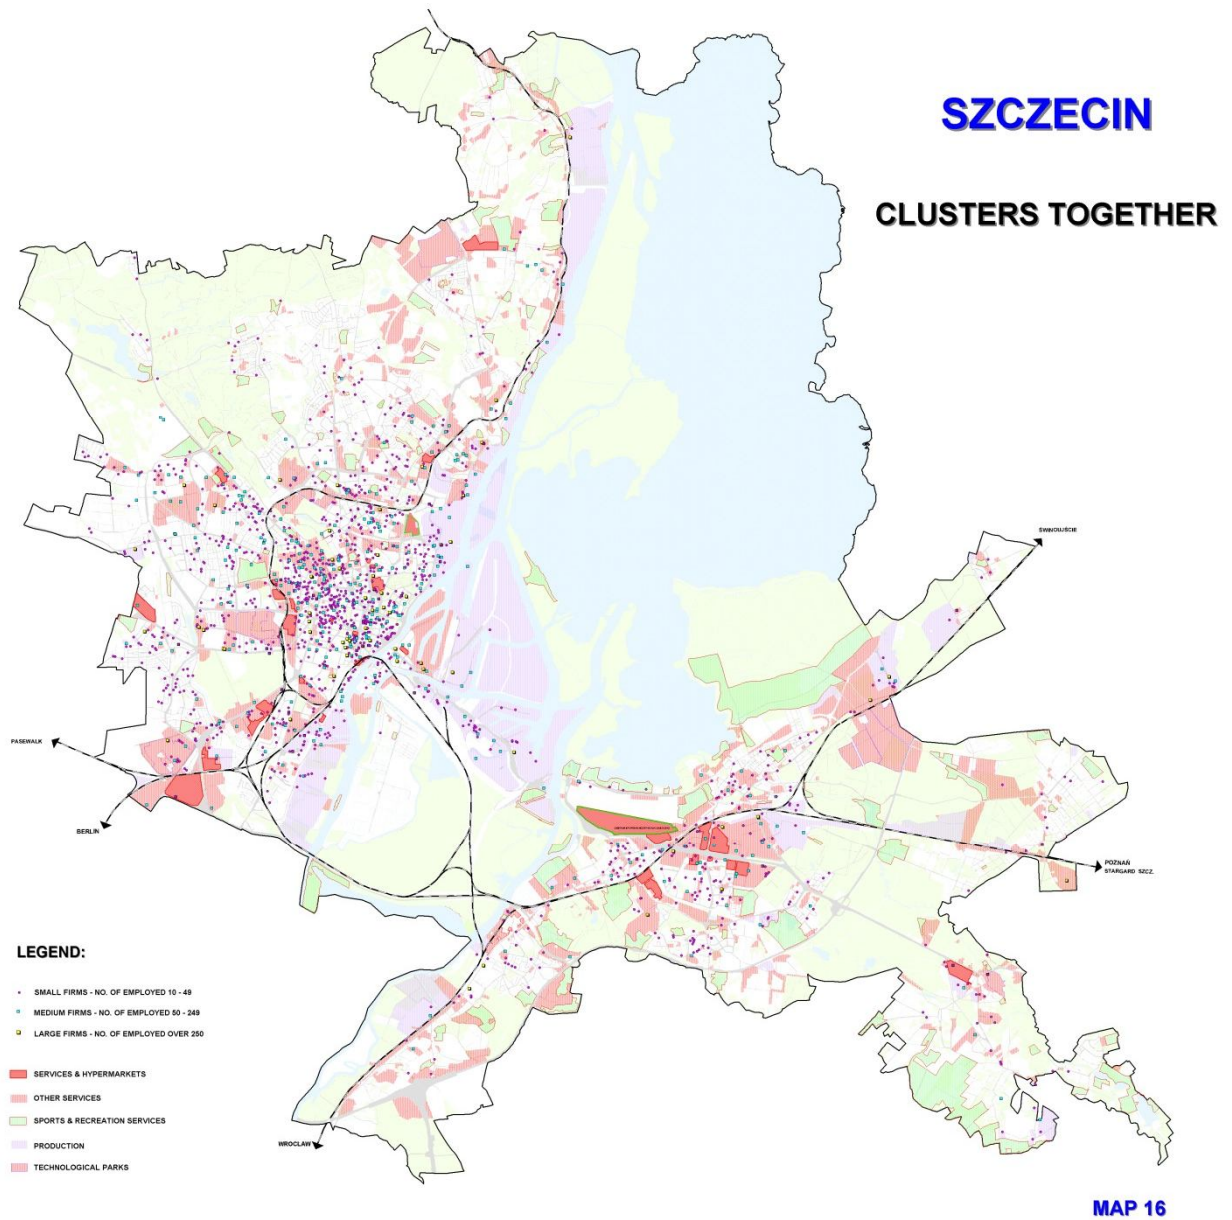 SZCZECIN
CLUSTERS TOGETHER
ŚWINOUJŚCIE
PASEWALK
BERLIN
POZNAŃ
STARGARD SZCZ.
WROCLAW
LEGEND:
SMALL FIRMS - NO. OF EMPLOYED 10 - 49
MEDIUM FIRMS - NO. OF EMPLOYED 50 - 249
LARGE FIRMS - NO. OF EMPLOYED OVER 250
SERVICES & HYPERMARKETS
OTHER SERVICES
SPORTS & RECREATION SERVICES
PRODUCTION
TECHNOLOGICAL PARKS
MAP 16